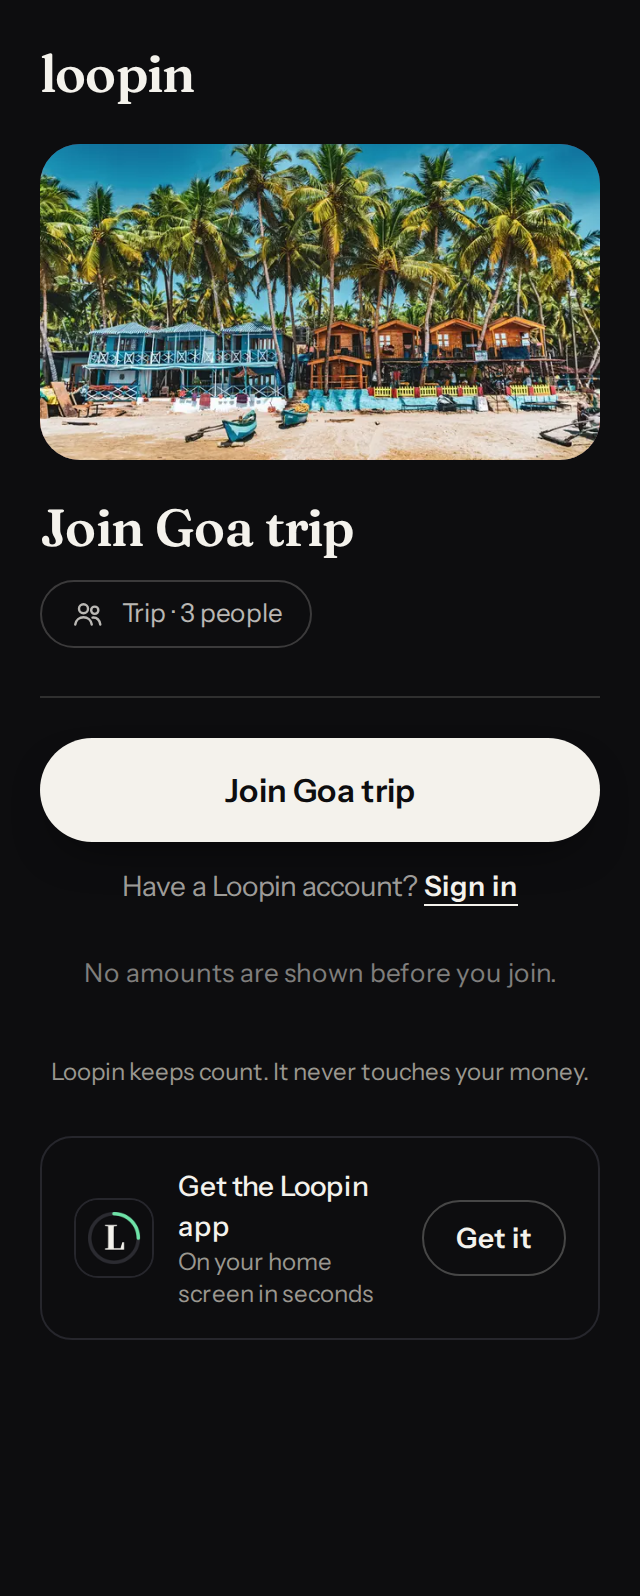 loopin
Join Goa trip
Trip · 3 people
Join Goa trip
Have a Loopin account? Sign in
No amounts are shown before you join.
Loopin keeps count. It never touches your money.
Get the Loopin
app
On your home
screen in seconds
L
Get it